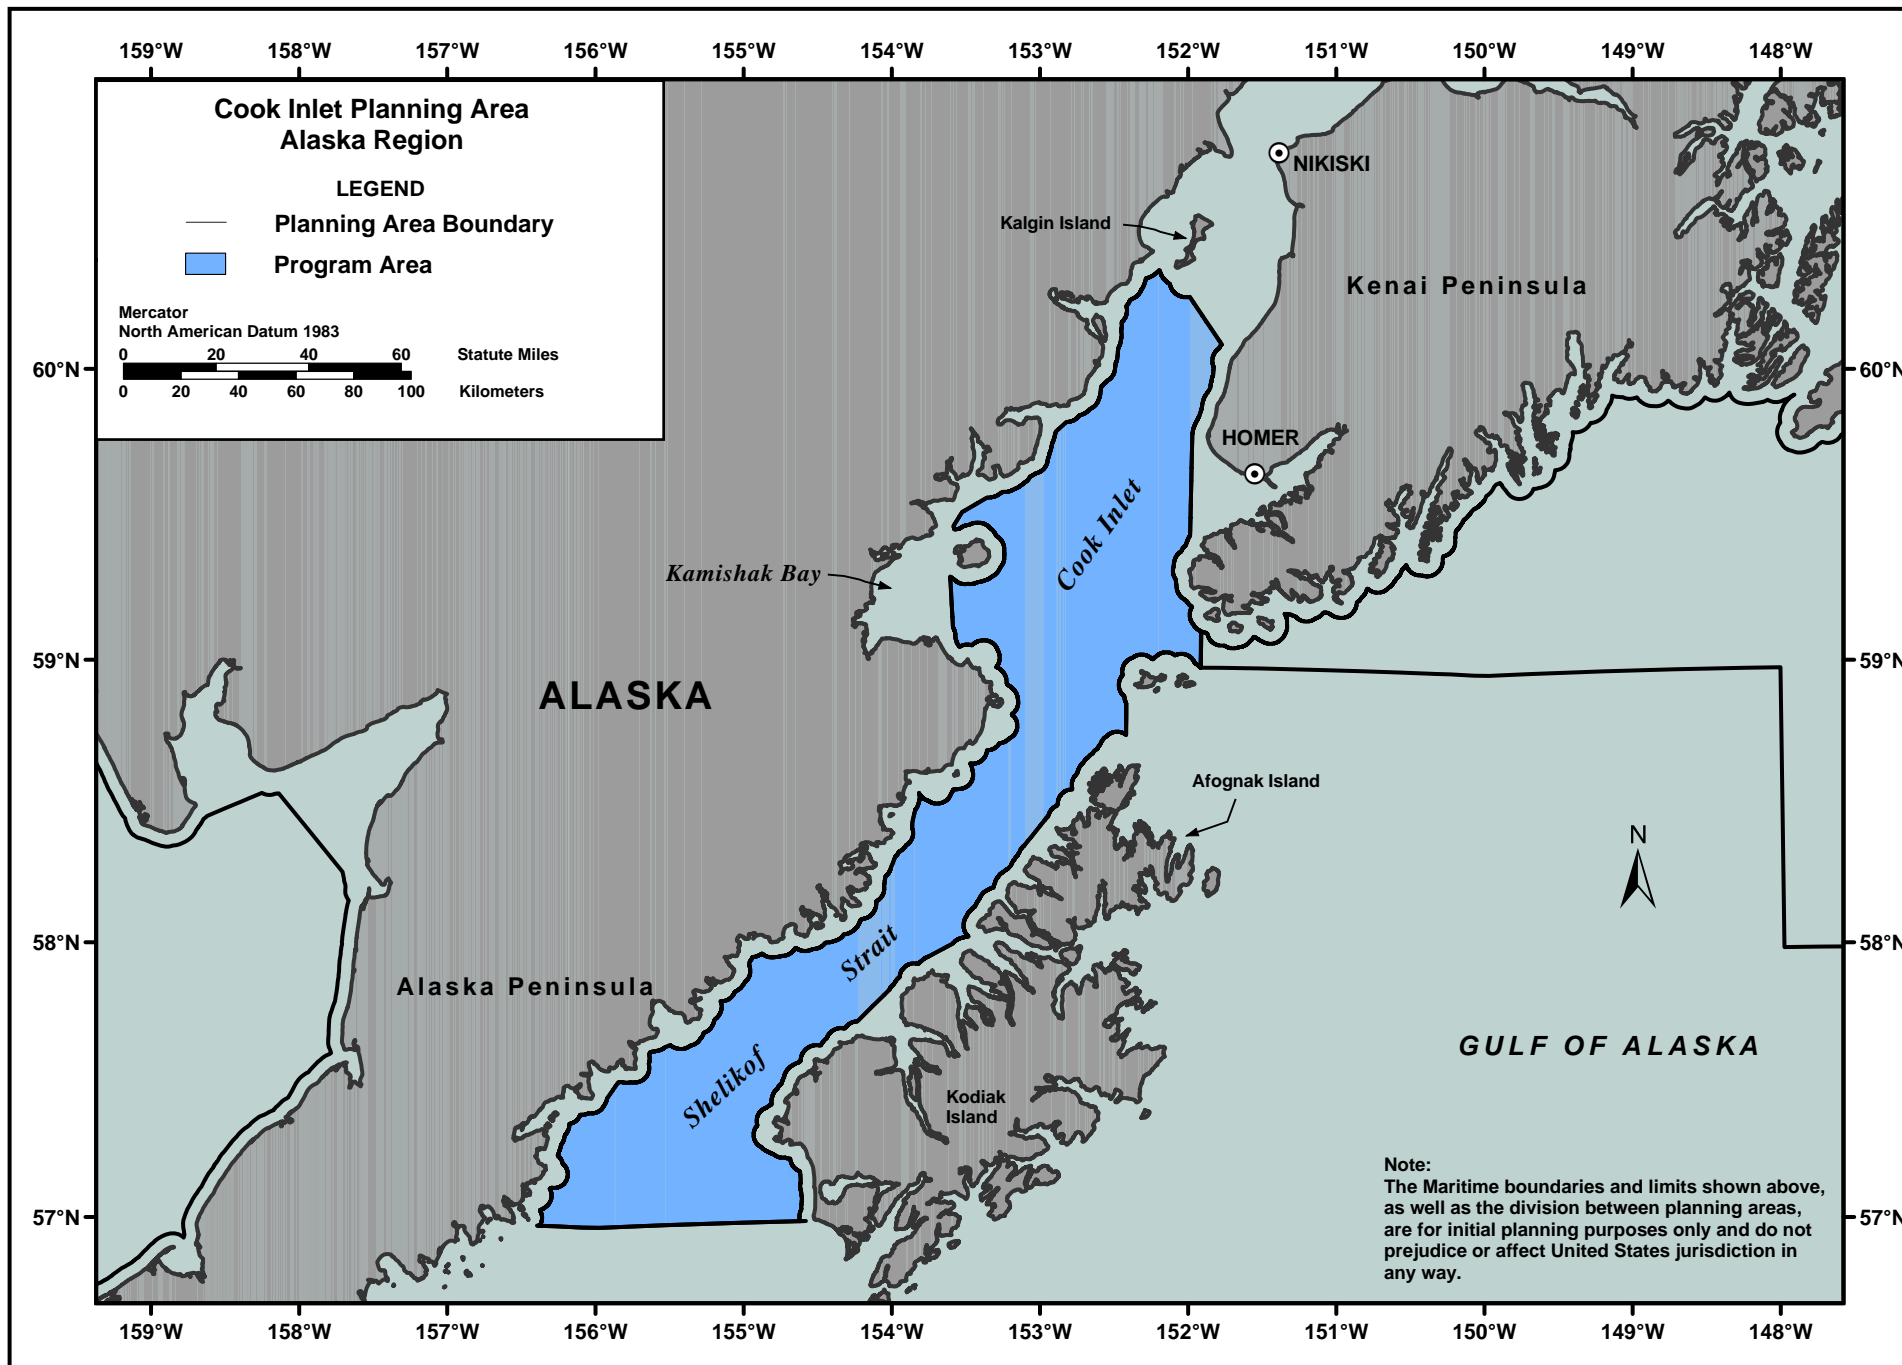 159°W 158°W 157°W 156°W 155°W 154°W 153°W 152°W 151°W 150°W 149°W 148°W
Cook Inlet Planning Area
Alaska Region
LEGEND
Planning Area Boundary
Program Area
Mercator
North American Datum 1983
0 20 40 60 Statute Miles
0 20 40 60 80 100 Kilometers
NIKISKI
Kalgin Island
Kenai Peninsula
60°N 60°N
HOMER
Cook Inlet
Kamishak Bay
59°N 59°N
ALASKA
Afognak Island
N
58°N 58°N
Strait
Alaska Peninsula
GULF OF ALASKA
Shelikof
Kodiak
Island
57°N 57°N
Note:
The Maritime boundaries and limits shown above,
as well as the division between planning areas,
are for initial planning purposes only and do not
prejudice or affect United States jurisdiction in
any way.
159°W 158°W 157°W 156°W 155°W 154°W 153°W 152°W 151°W 150°W 149°W 148°W